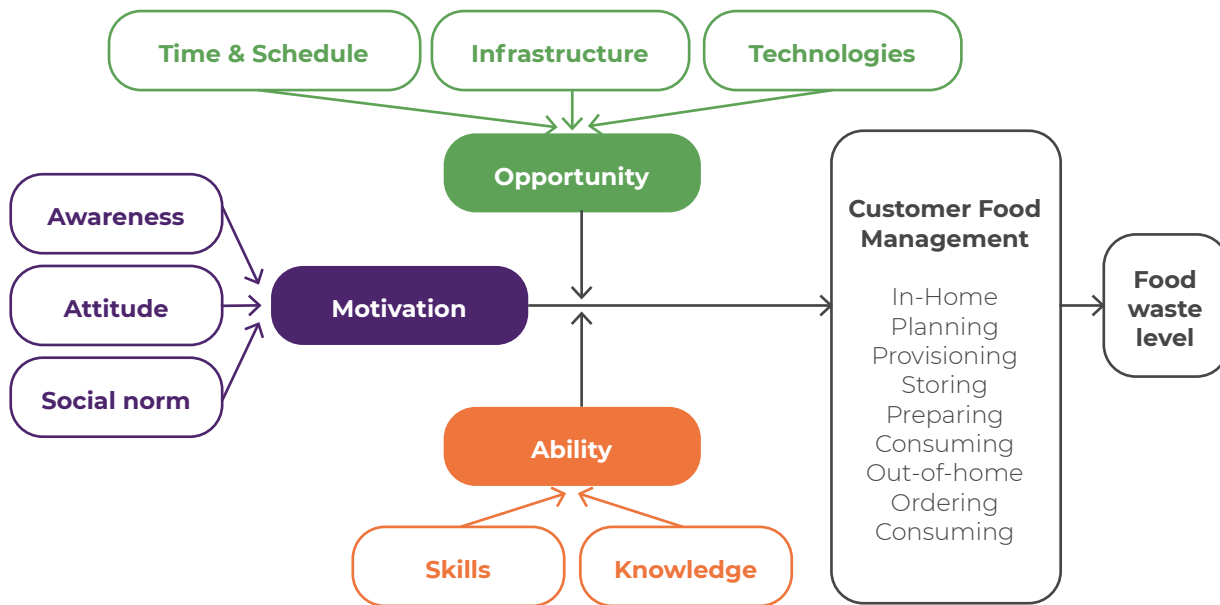 Time & Schedule
Infrastructure
Technologies
Opportunity
Awareness
Attitude
Social norm
Motivation
Ability
Skills
Knowledge
Customer Food
Management
In-Home
Planning
Provisioning
Storing
Preparing
Consuming
Out-of-home
Ordering
Consuming
Food
waste
level